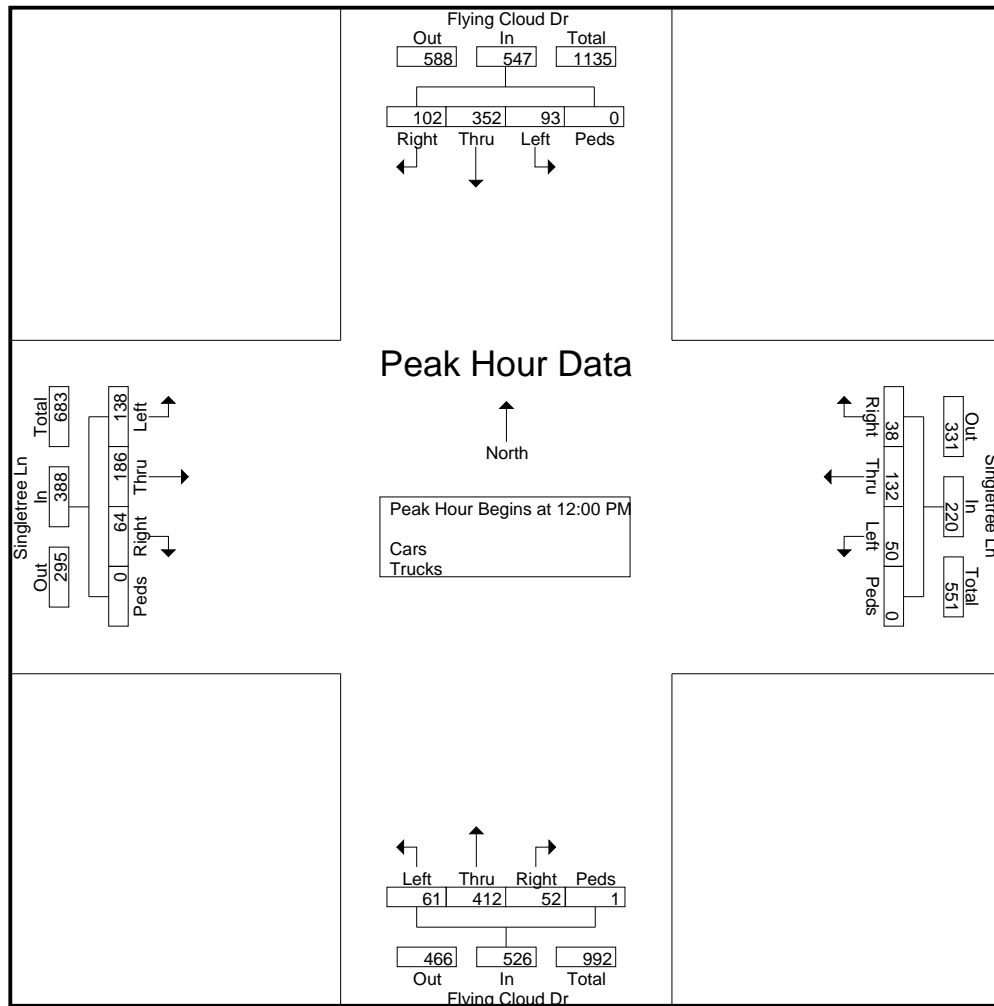 Flying Cloud Dr
Out In Total
588 547 1135
102 352 93 0
Right Thru Left Peds
Peak Hour Data
North
Peak Hour Begins at 12:00 PM
Cars
Trucks
Singletree Ln
Out In Total
295 388 683
0 64 186 138
Peds Right Thru Left
Singletree Ln
Out In Total
331 220 551
38 132 50 0
Right Thru Left Peds
Left Thru Right Peds
61 412 52 1
466 526 992
Out In Total
Flying Cloud Dr